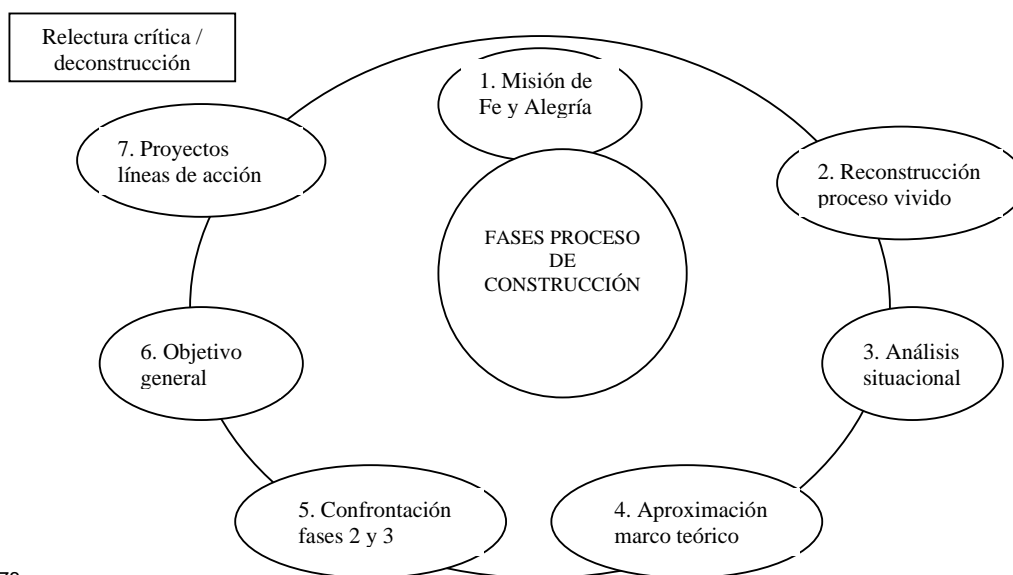 Relectura crítica /
deconstrucción
1. Misión de
Fe y Alegría
2. Reconstrucción
proceso vivido
3. Análisis
situacional
4. Aproximación
marco teórico
5. Confrontación
fases 2 y 3
6. Objetivo
general
7. Proyectos
líneas de acción
FASES PROCESO
DE
CONSTRUCCIÓN